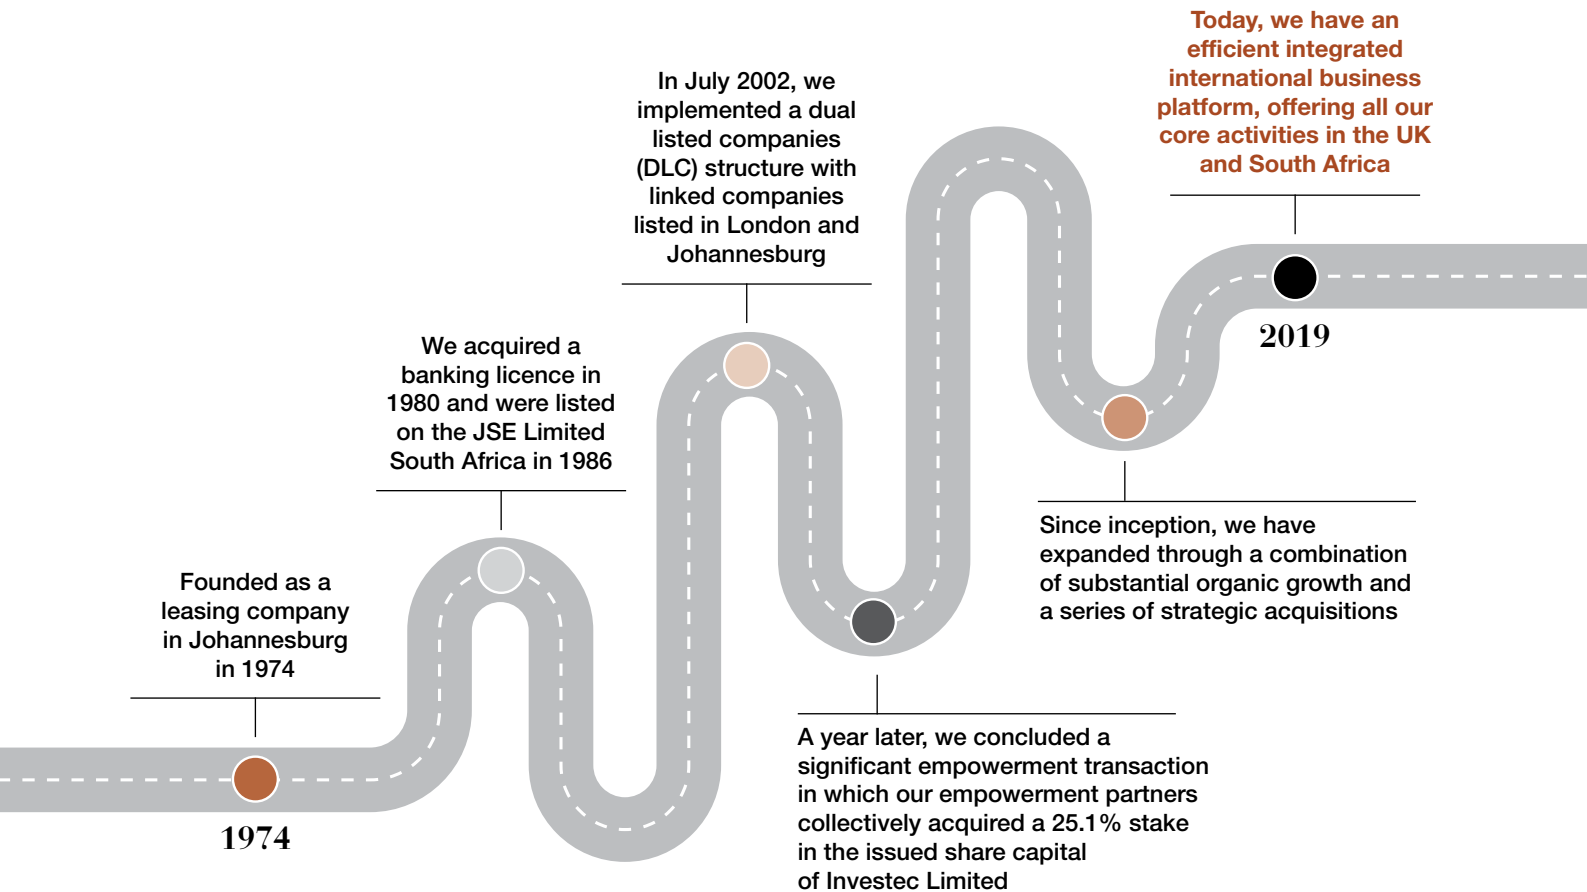 Founded as a
leasing company
in Johannesburg
in 1974
1974
We acquired a
banking licence in
1980 and were listed
on the JSE Limited
South Africa in 1986
In July 2002, we
implemented a dual
listed companies
(DLC) structure with
linked companies
listed in London and
Johannesburg
A year later, we concluded a
significant empowerment transaction
in which our empowerment partners
collectively acquired a 25.1% stake
in the issued share capital
of Investec Limited
Since inception, we have
expanded through a combination
of substantial organic growth and
a series of strategic acquisitions
Today, we have an
efficient integrated
international business
platform, offering all our
core activities in the UK
and South Africa
2019